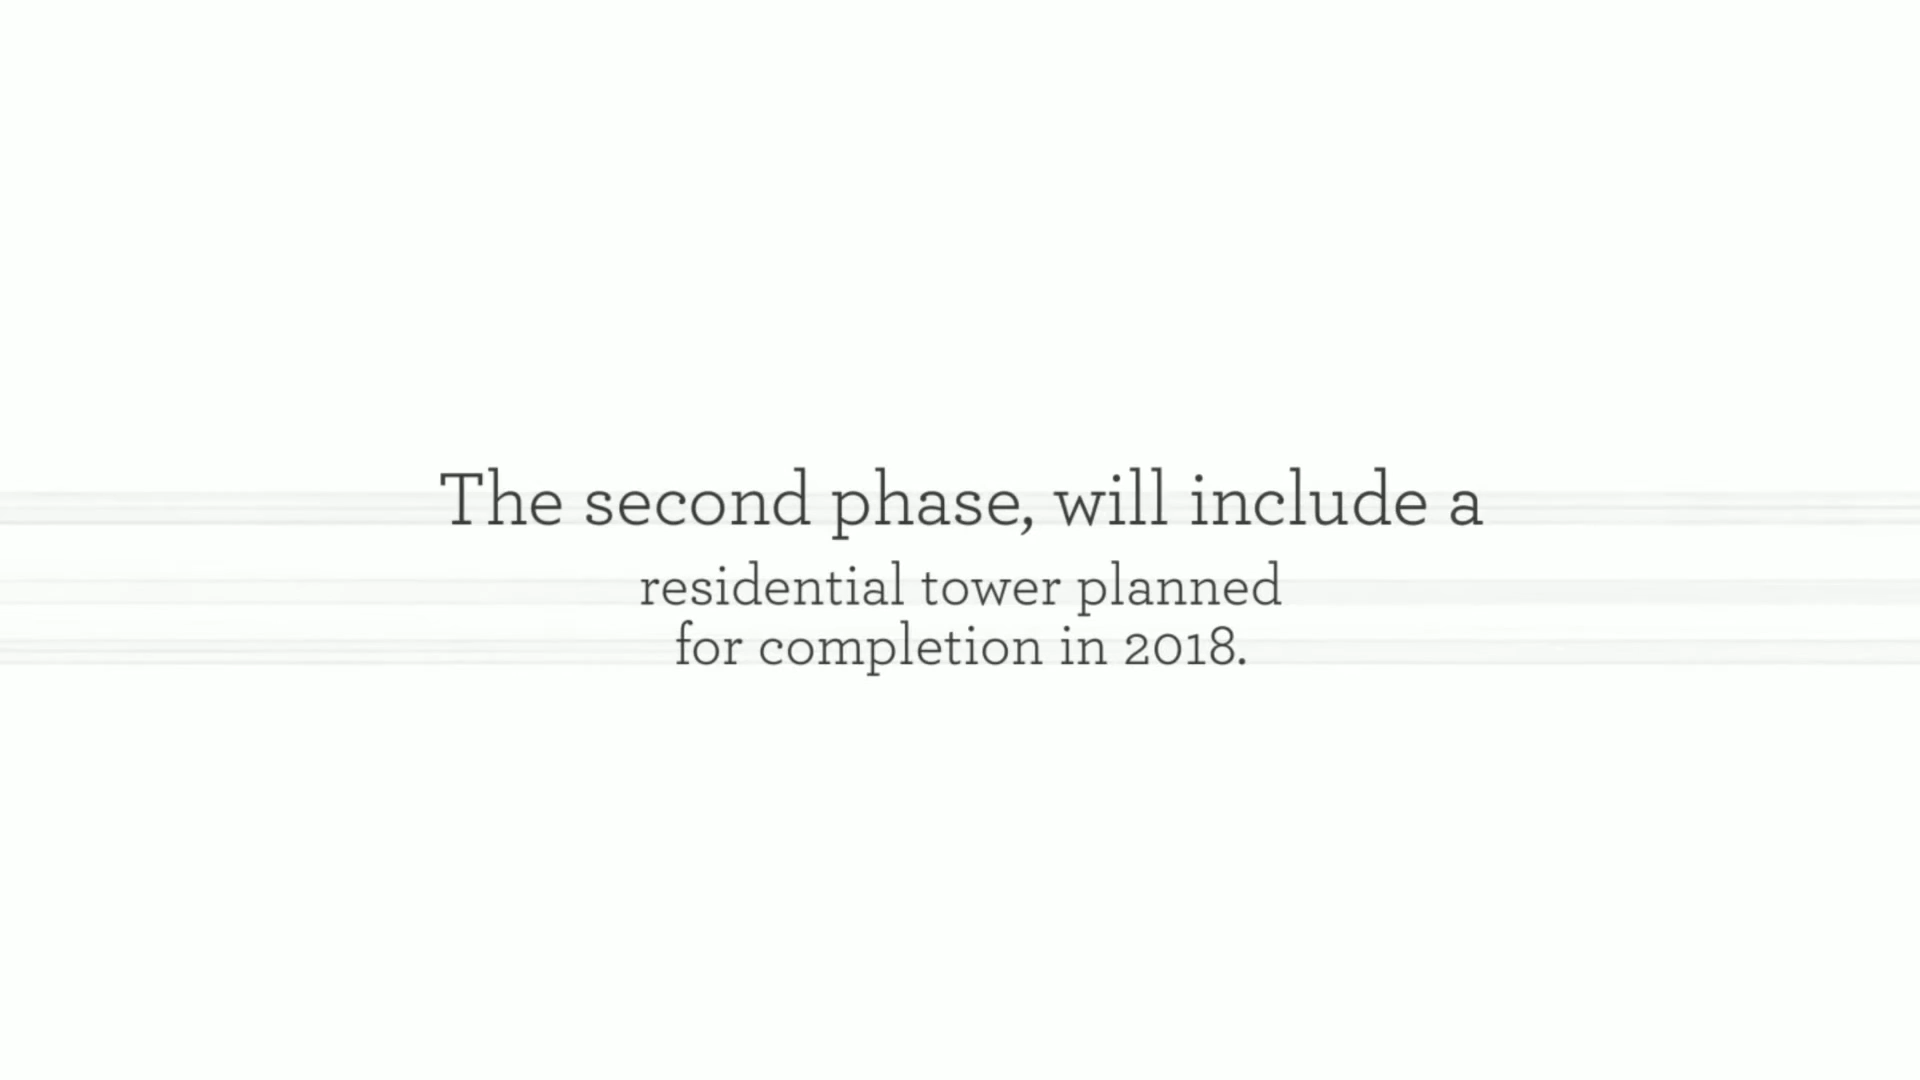 The second phase, will include a
residential tower planned
for completion in 2018.